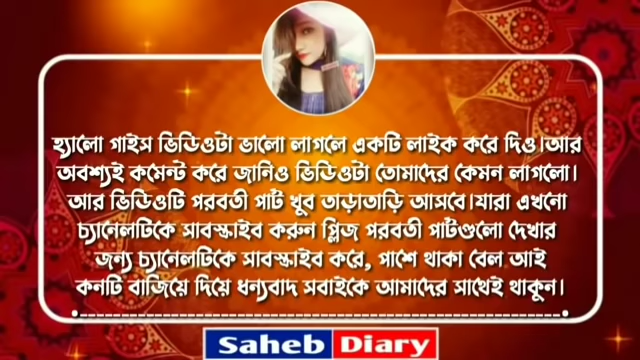 হ্যালো গাইস ভিডিওটা ভালো লাগলে একটি লাইক করে দিও।আর
অবশ্যই কমেন্ট করে জানিও ভিডিওটা তোমাদের কেমন লাগলো।
আর ভিডিওটি পরবর্তী পার্ট খুব তাড়াতাড়ি আসবে।যারা এখনো
চ্যানেলটিকে সাবস্ক্রাইব করুন প্লিজ পরবর্তী পার্টগুলো দেখার
জন্য চ্যানেলটিকে সাবস্ক্রাইব করে, পাশে থাকা বেল আই
কনটি বাজিয়ে দিয়ে ধন্যবাদ সবাইকে আমাদের সাথেই থাকুন।
Saheb Diary